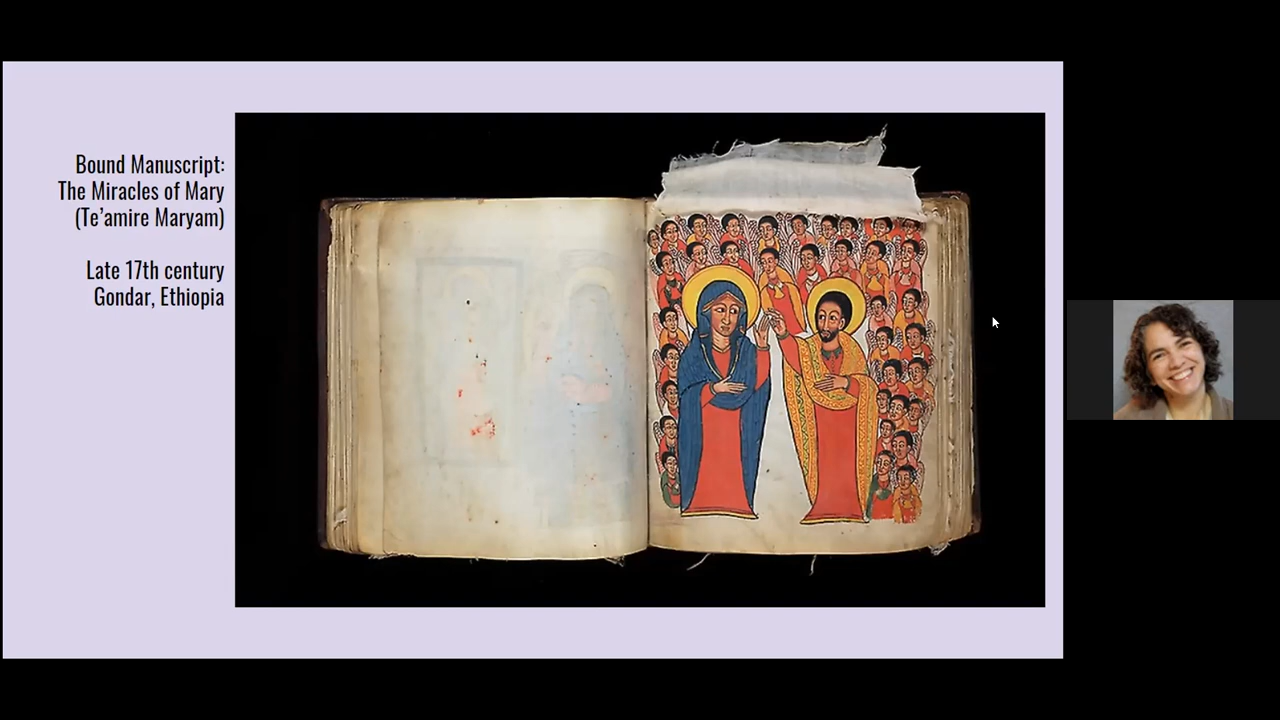 Bound Manuscript:
The Miracles of Mary
(Te’amire Maryam)
Late 17th century
Gondar, Ethiopia